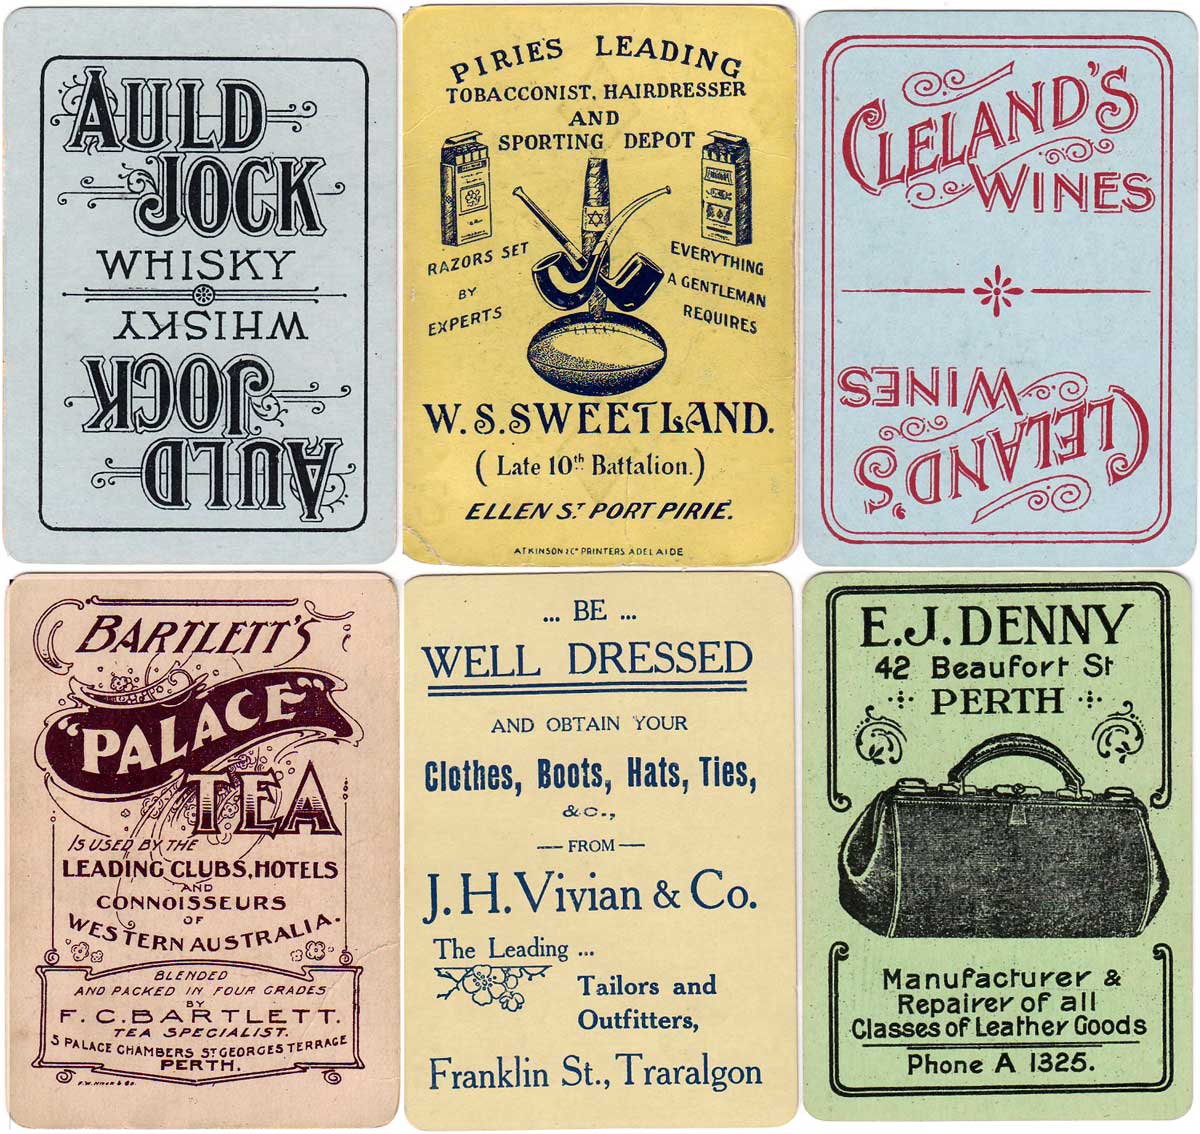 AULD
JOCK
WHISKY
WHISKY
JOCK
AULD
PIRIE'S LEADING
TOBACCONIST, HAIRDRESSER
AND
SPORTING DEPOT
RAZORS SET
BY
EXPERTS
EVERYTHING
A GENTLEMAN
REQUIRES
W. S. SWEETLAND.
(Late 10th Battalion.)
ELLEN ST PORT PIRIE.
ATKINSON & Co PRINTERS ADELAIDE
CLELAND'S
WINES
WINES
CLELAND'S
BARTLETT'S
"PALACE"
TEA
IS USED BY THE
LEADING CLUBS, HOTELS
AND
CONNOISSEURS
OF
WESTERN AUSTRALIA.
BLENDED
AND PACKED IN FOUR GRADES
BY
F. C. BARTLETT.
TEA SPECIALIST.
5 PALACE CHAMBERS ST GEORGES TERRACE
PERTH.
... BE ...
WELL DRESSED
AND OBTAIN YOUR
Clothes, Boots, Hats, Ties,
&c.,
— FROM —
J. H. Vivian & Co.
The Leading ...
Tailors and
Outfitters,
Franklin St., Traralgon
E. J. DENNY
42 Beaufort St
PERTH
Manufacturer &
Repairer of all
Classes of Leather Goods
Phone A 1325.